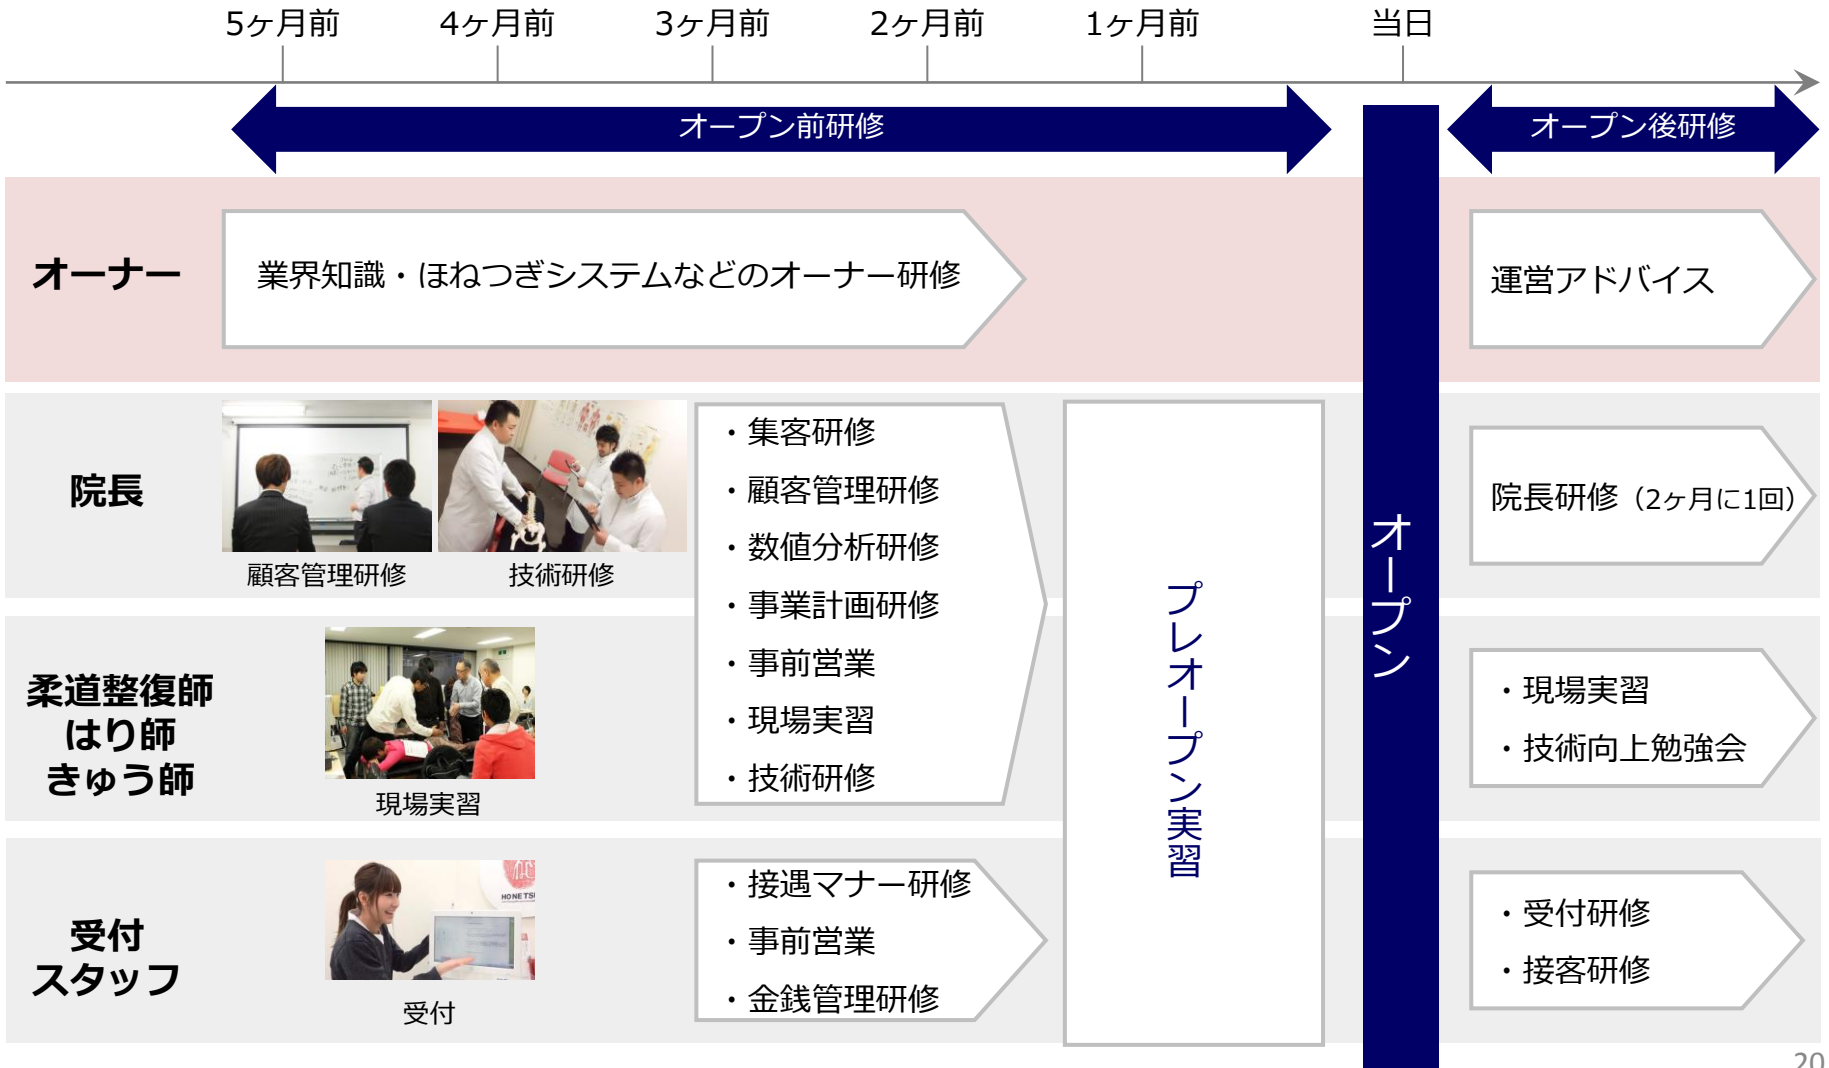 5ヶ月前
4ヶ月前
3ヶ月前
2ヶ月前
1ヶ月前
当日
オープン前研修
オープン後研修
オーナー
業界知識・ほねつぎシステムなどのオーナー研修
運営アドバイス
院長
顧客管理研修
技術研修
・集客研修
・顧客管理研修
・数値分析研修
・事業計画研修
・事前営業
・現場実習
・技術研修
プレオープン実習
オープン
院長研修（2ヶ月に1回）
柔道整復師
はり師
きゅう師
現場実習
・現場実習
・技術向上勉強会
受付
スタッフ
HONETSU
受付
・接遇マナー研修
・事前営業
・金銭管理研修
・受付研修
・接客研修
20